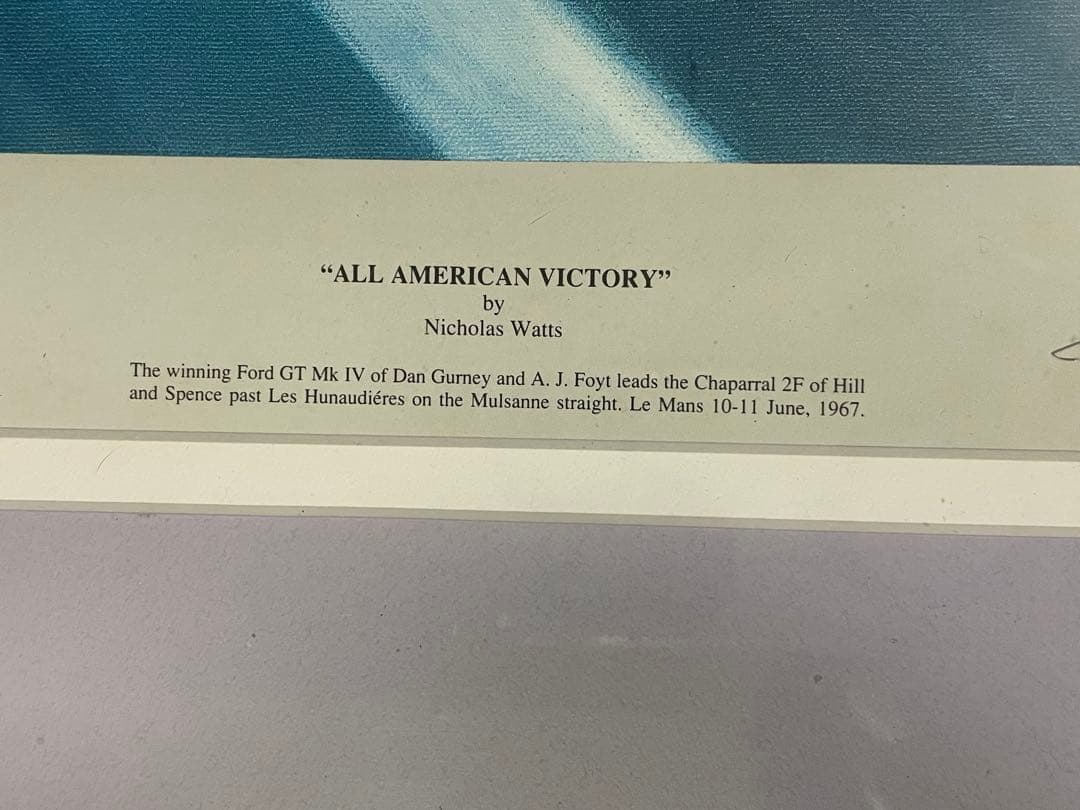 “ALL AMERICAN VICTORY”
by
Nicholas Watts
The winning Ford GT Mk IV of Dan Gurney and A. J. Foyt leads the Chaparral 2F of Hill
and Spence past Les Hunaudiéres on the Mulsanne straight. Le Mans 10-11 June, 1967.